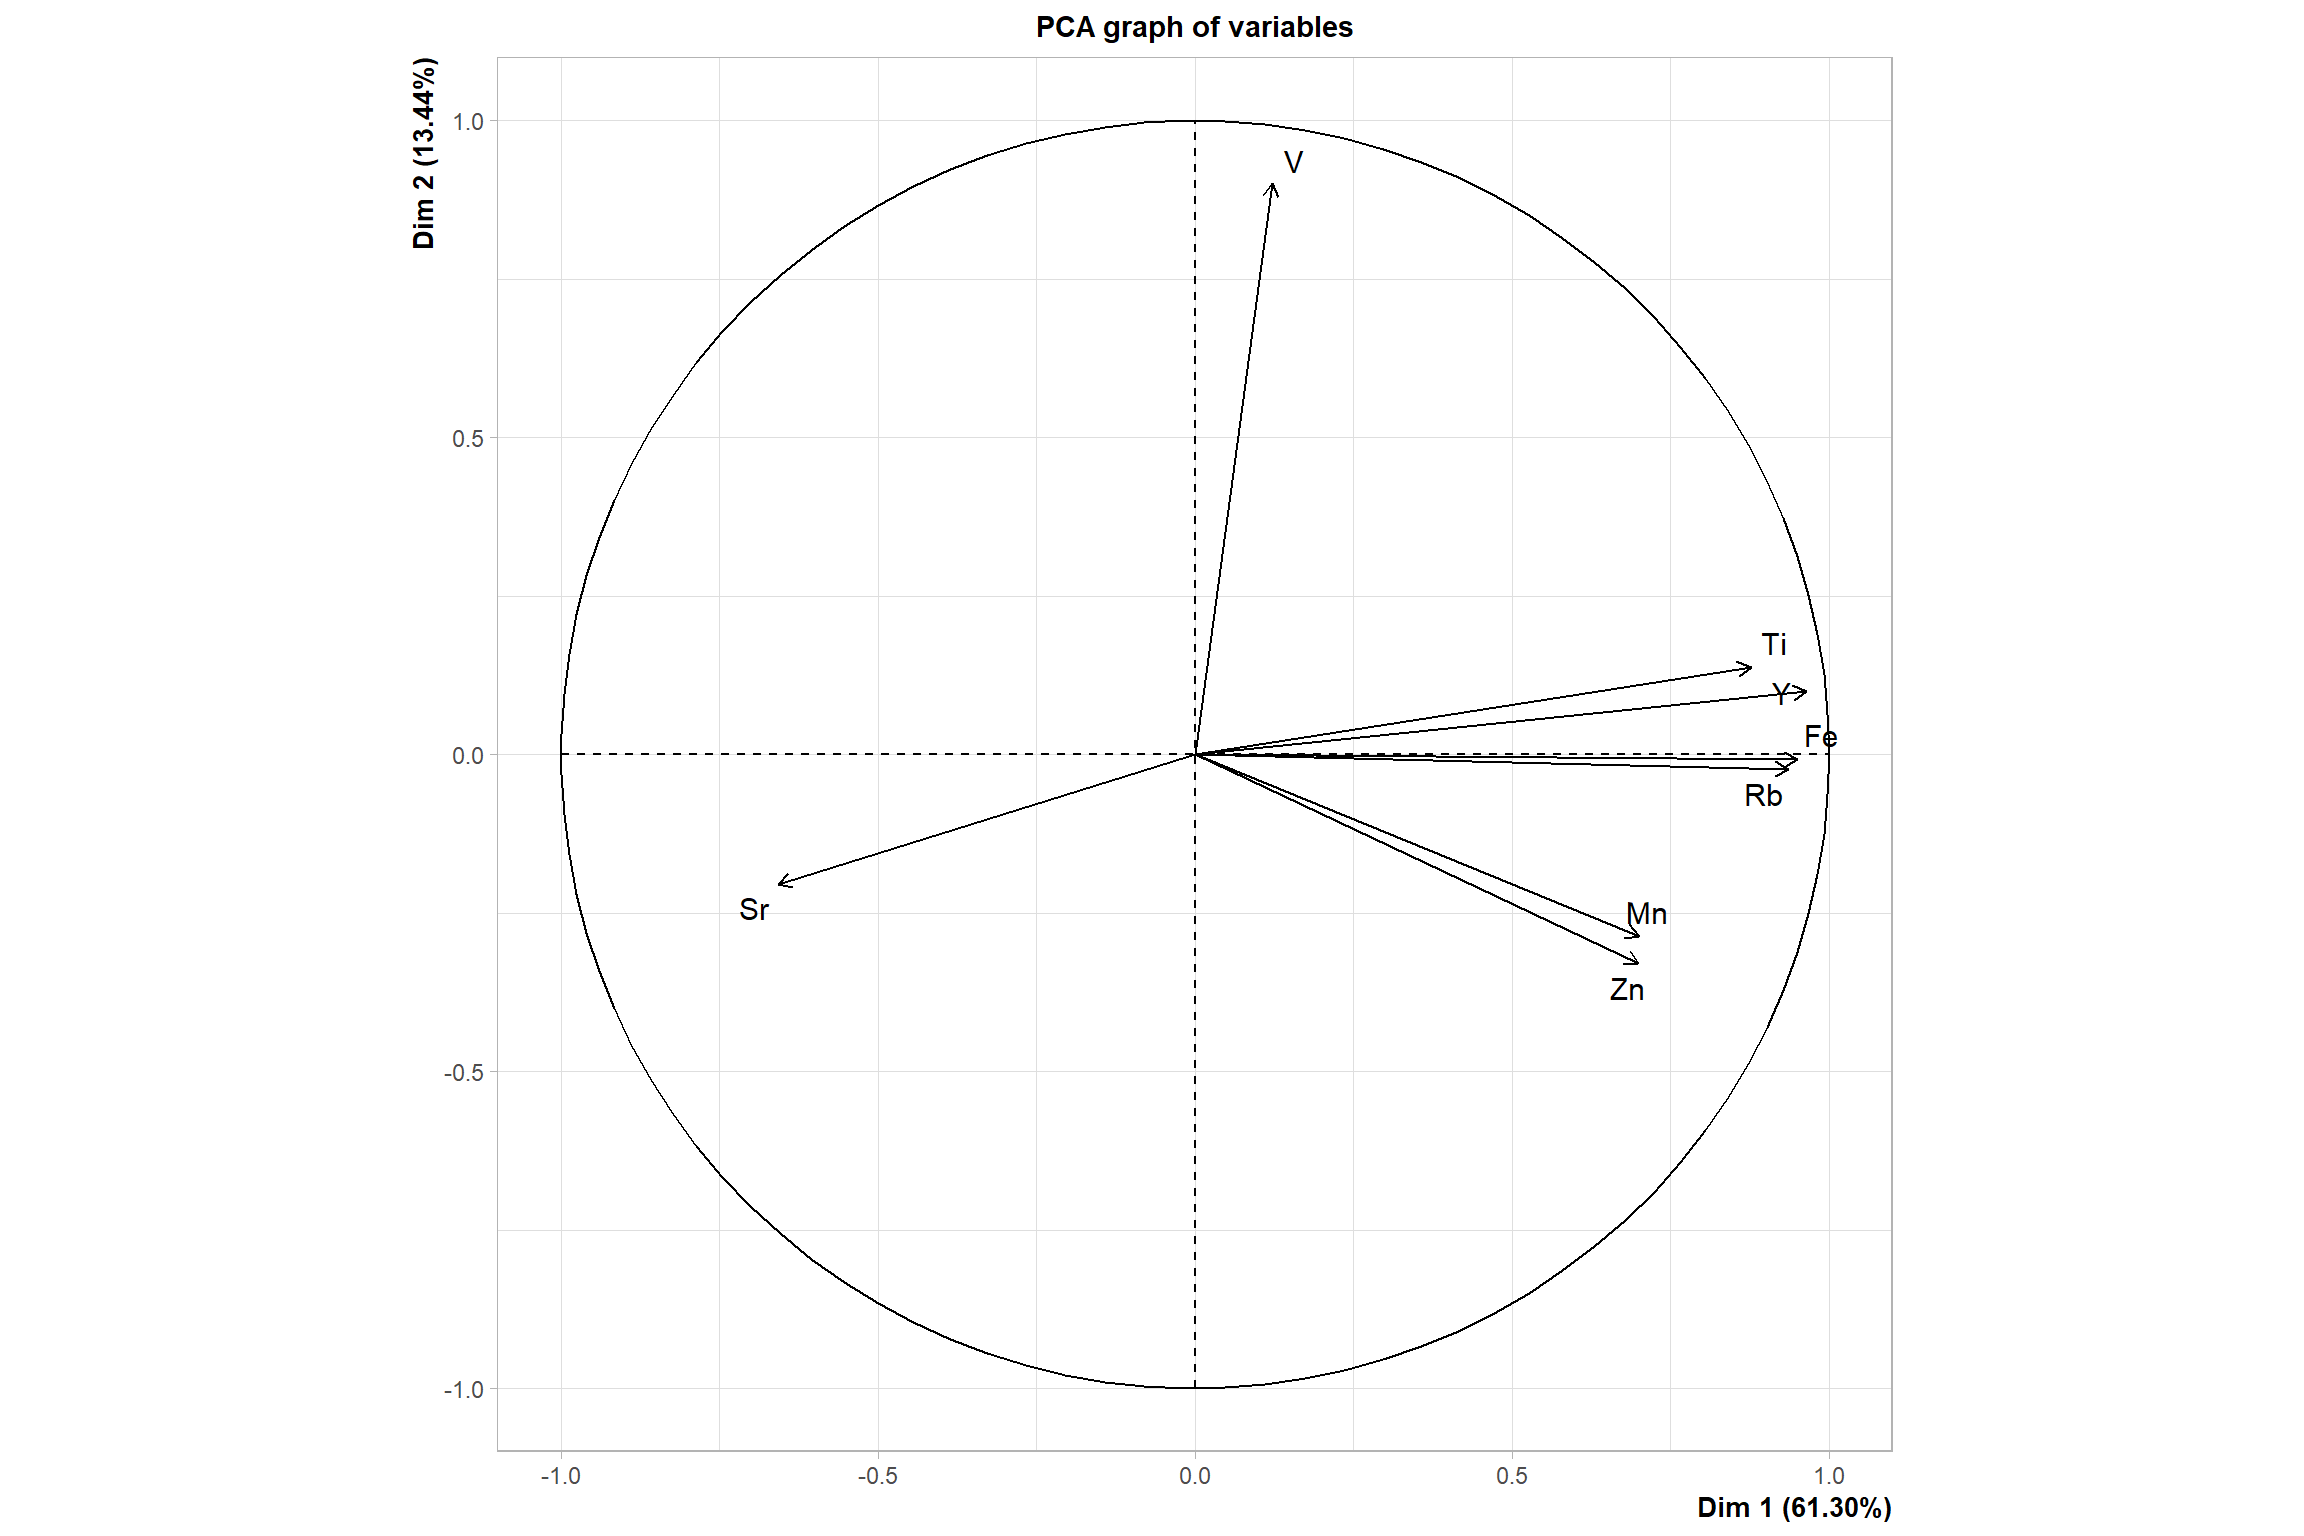 PCA graph of variables
Dim 2 (13.44%)
1.0
V
0.5
Ti
Y
Fe
0.0
Rb
Sr
Mn
Zn
-0.5
-1.0
-1.0 -0.5 0.0 0.5 1.0
Dim 1 (61.30%)